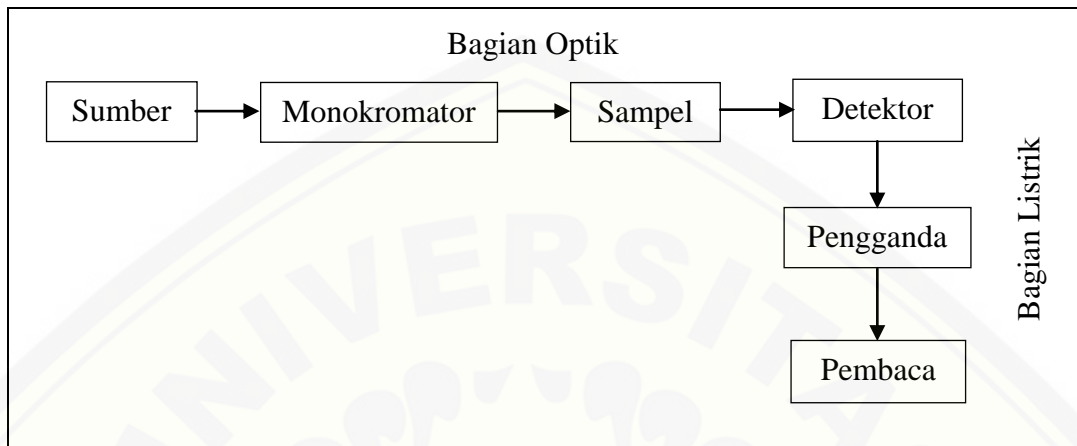 Bagian Optik
Sumber
Monokromator
Sampel
Detektor
Pengganda
Pembaca
Bagian Listrik